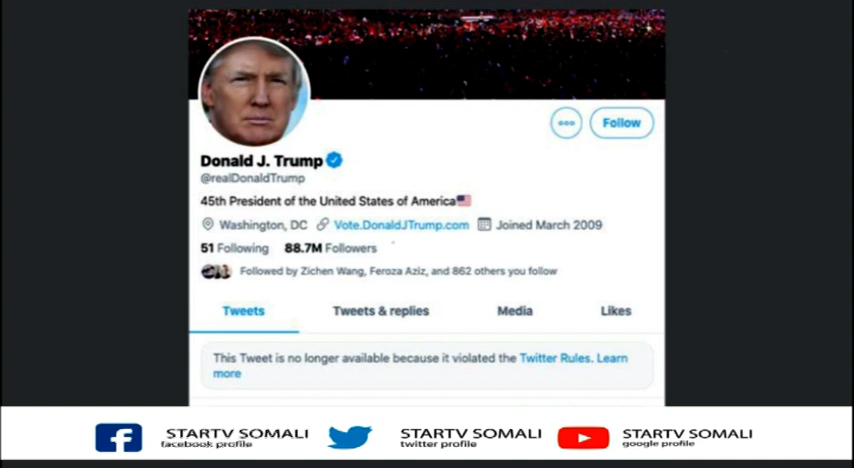 Follow
Donald J. Trump
@realDonaldTrump
45th President of the United States of America
Washington, DC Vote.DonaldJTrump.com Joined March 2009
51 Following 88.7M Followers
Followed by Zichen Wang, Feroza Aziz, and 862 others you follow
Tweets Tweets & replies Media Likes
This Tweet is no longer available because it violated the Twitter Rules. Learn
more
STARTV SOMALI STARTV SOMALI STARTV SOMALI
facebook profile twitter profile google profile